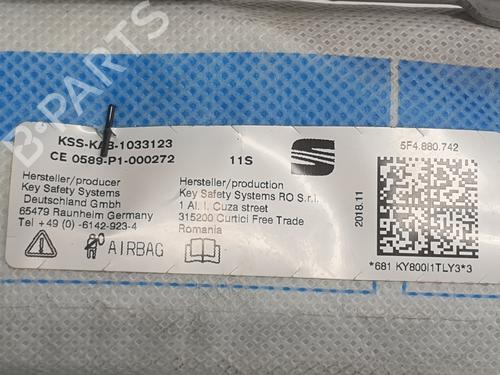 B-PARTS
KSS-KAB-1033123
CE 0589-P1-000272
11S
5F4.880.742
Hersteller/producer
Key Safety Systems
Deutschland Gmbh
65479 Raunheim Germany
Tel +49 (0) -6142-923-4
Hersteller/production
Key Safety Systems RO S.r.l.
1 Al. I. Cuza street
315200 Curtici Free Trade
Romania
2018.11
AIRBAG
*681 KY800I1TLY3*3